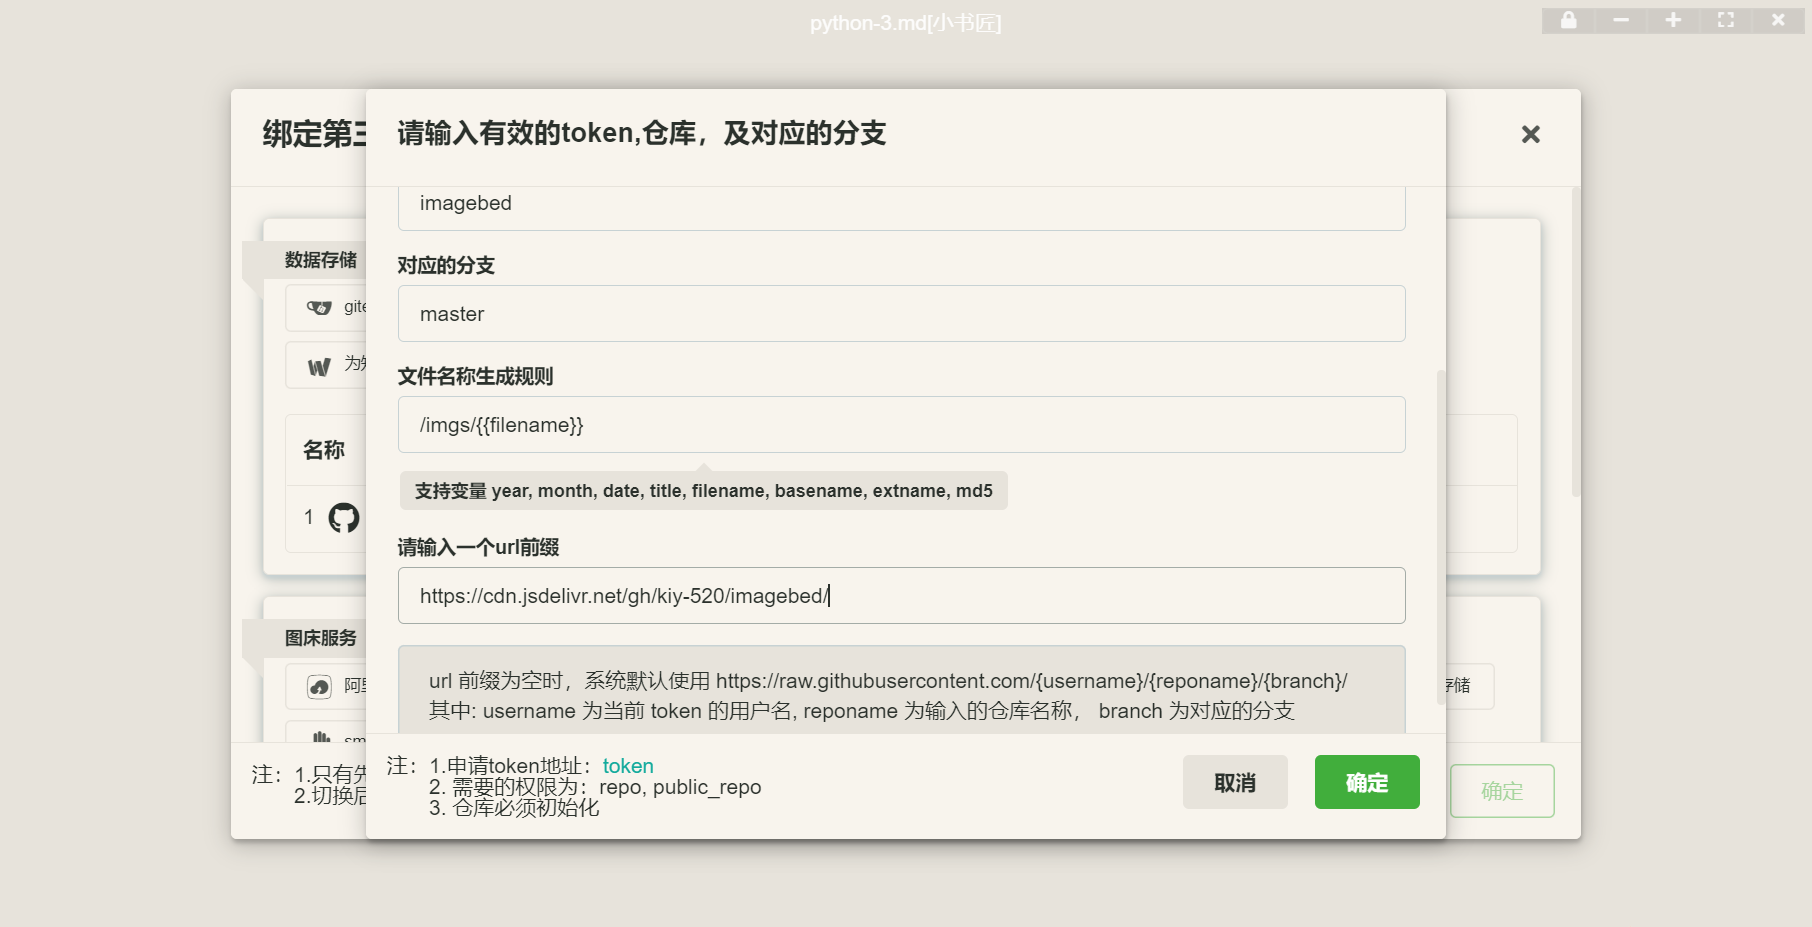 python-3.md[小书匠]
绑定第三
请输入有效的token,仓库，及对应的分支
imagebed
数据存储
对应的分支
gite
master
为知
文件名称生成规则
/imgs/{{filename}}
名称
支持变量 year, month, date, title, filename, basename, extname, md5
1
请输入一个url前缀
https://cdn.jsdelivr.net/gh/kiy-520/imagebed/
图床服务
阿里
url 前缀为空时，系统默认使用 https://raw.githubusercontent.com/{username}/{reponame}/{branch}/
存储
其中: username 为当前 token 的用户名, reponame 为输入的仓库名称， branch 为对应的分支
sm
注：1.只有先
2.切换后
注：1.申请token地址：token
2. 需要的权限为：repo, public_repo
3. 仓库必须初始化
取消
确定
确定